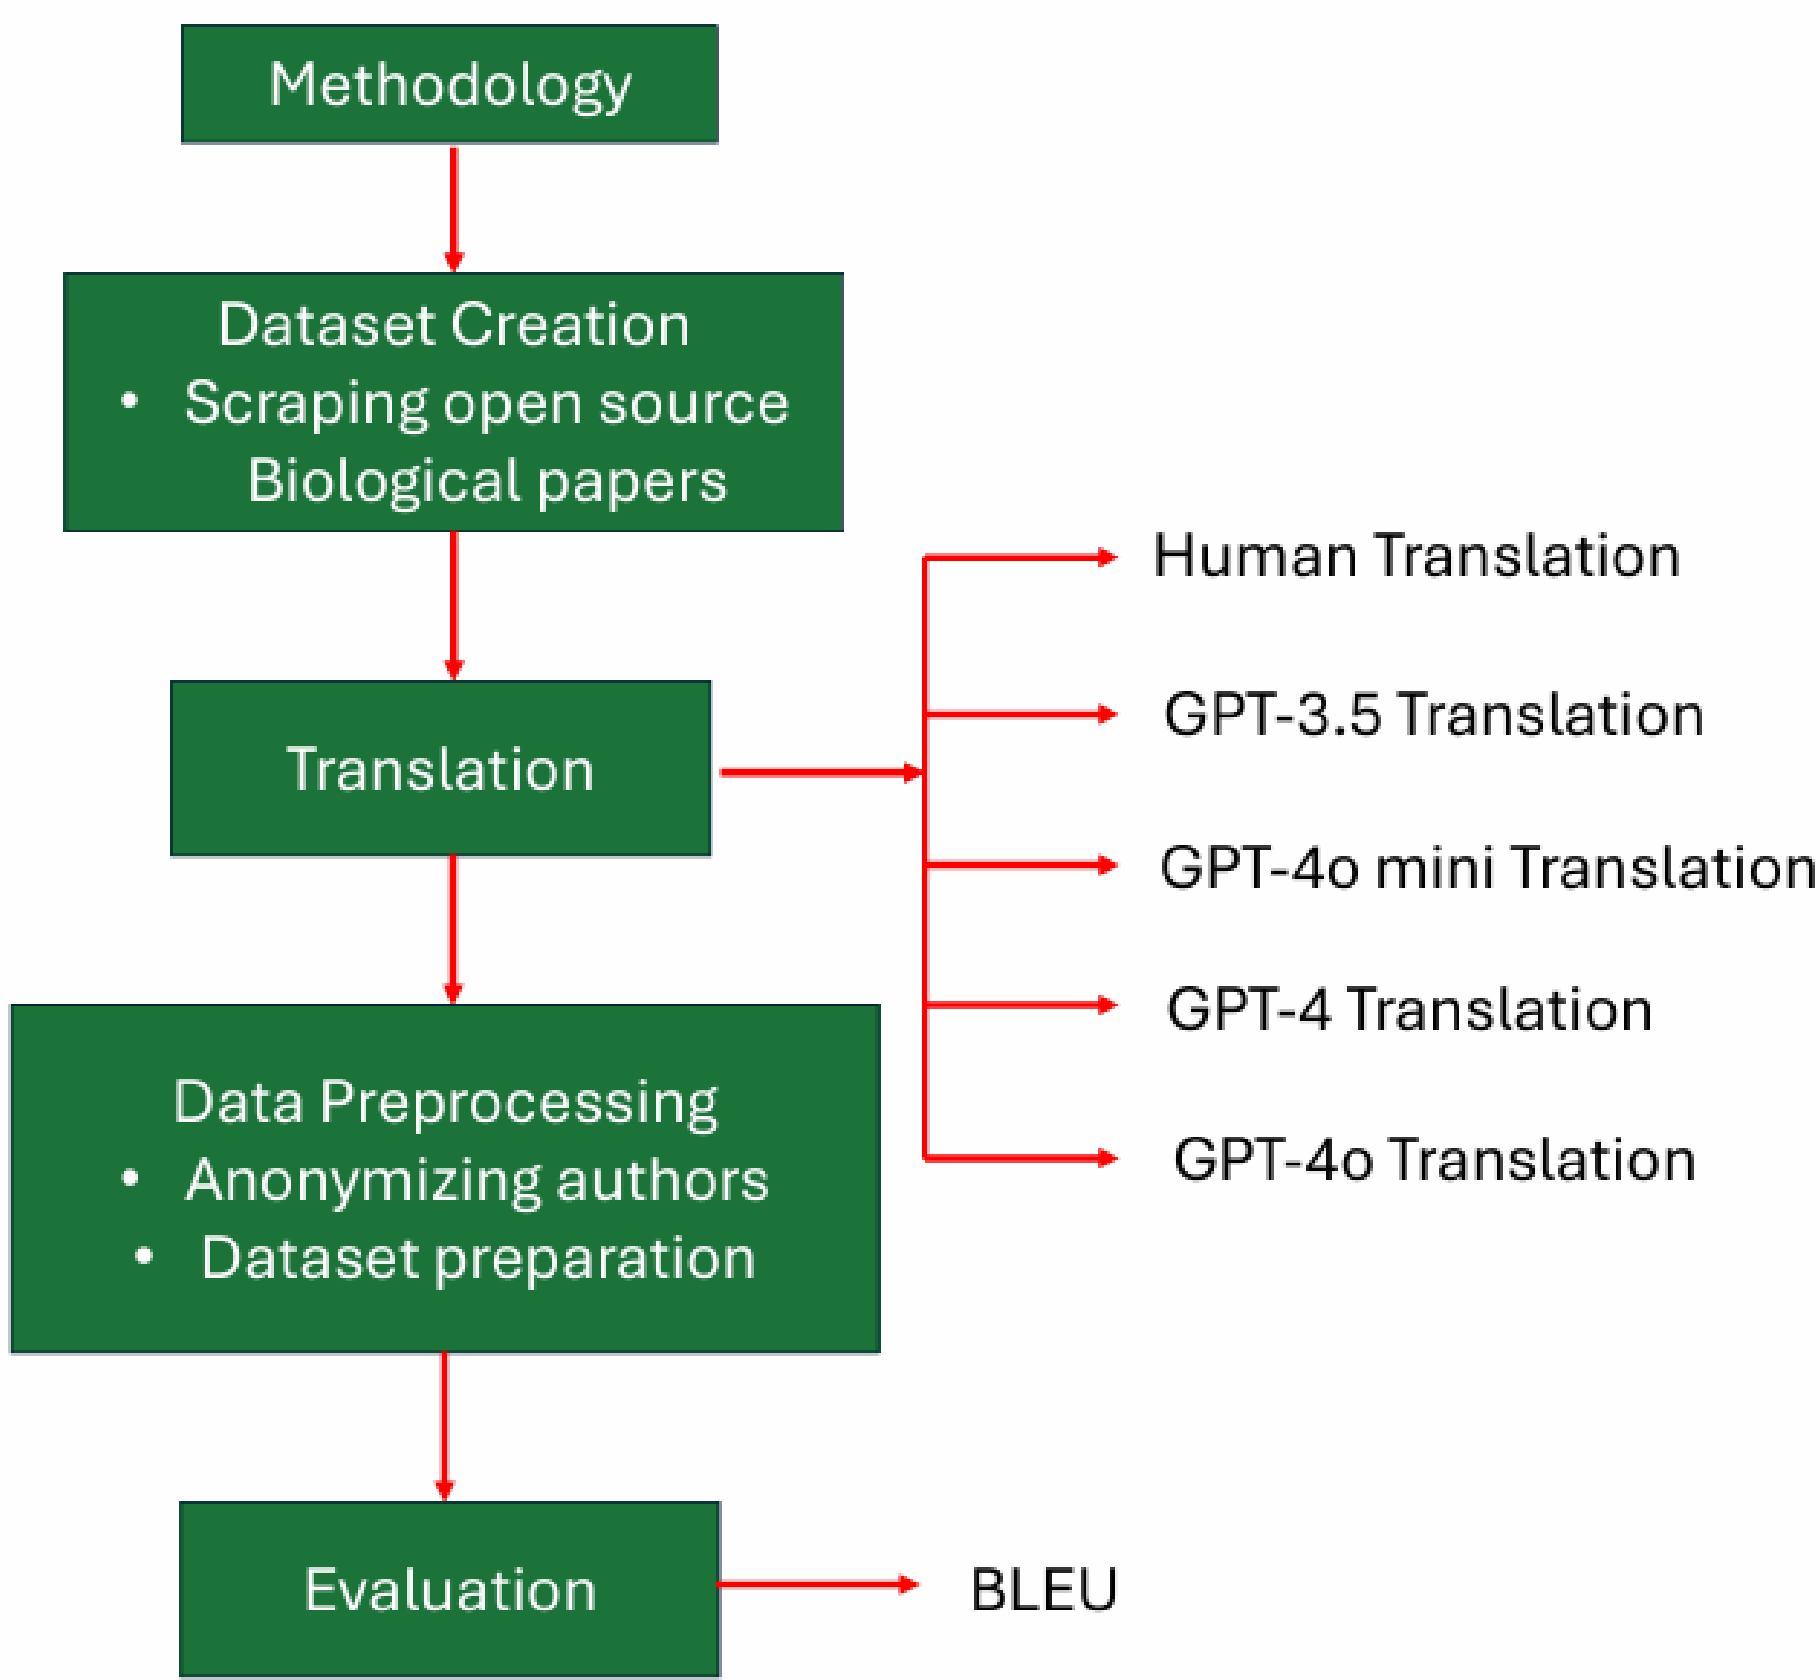 Methodology
Dataset Creation
• Scraping open source
Biological papers
Translation
Human Translation
GPT-3.5 Translation
GPT-4o mini Translation
GPT-4 Translation
GPT-4o Translation
Data Preprocessing
• Anonymizing authors
• Dataset preparation
Evaluation
BLEU